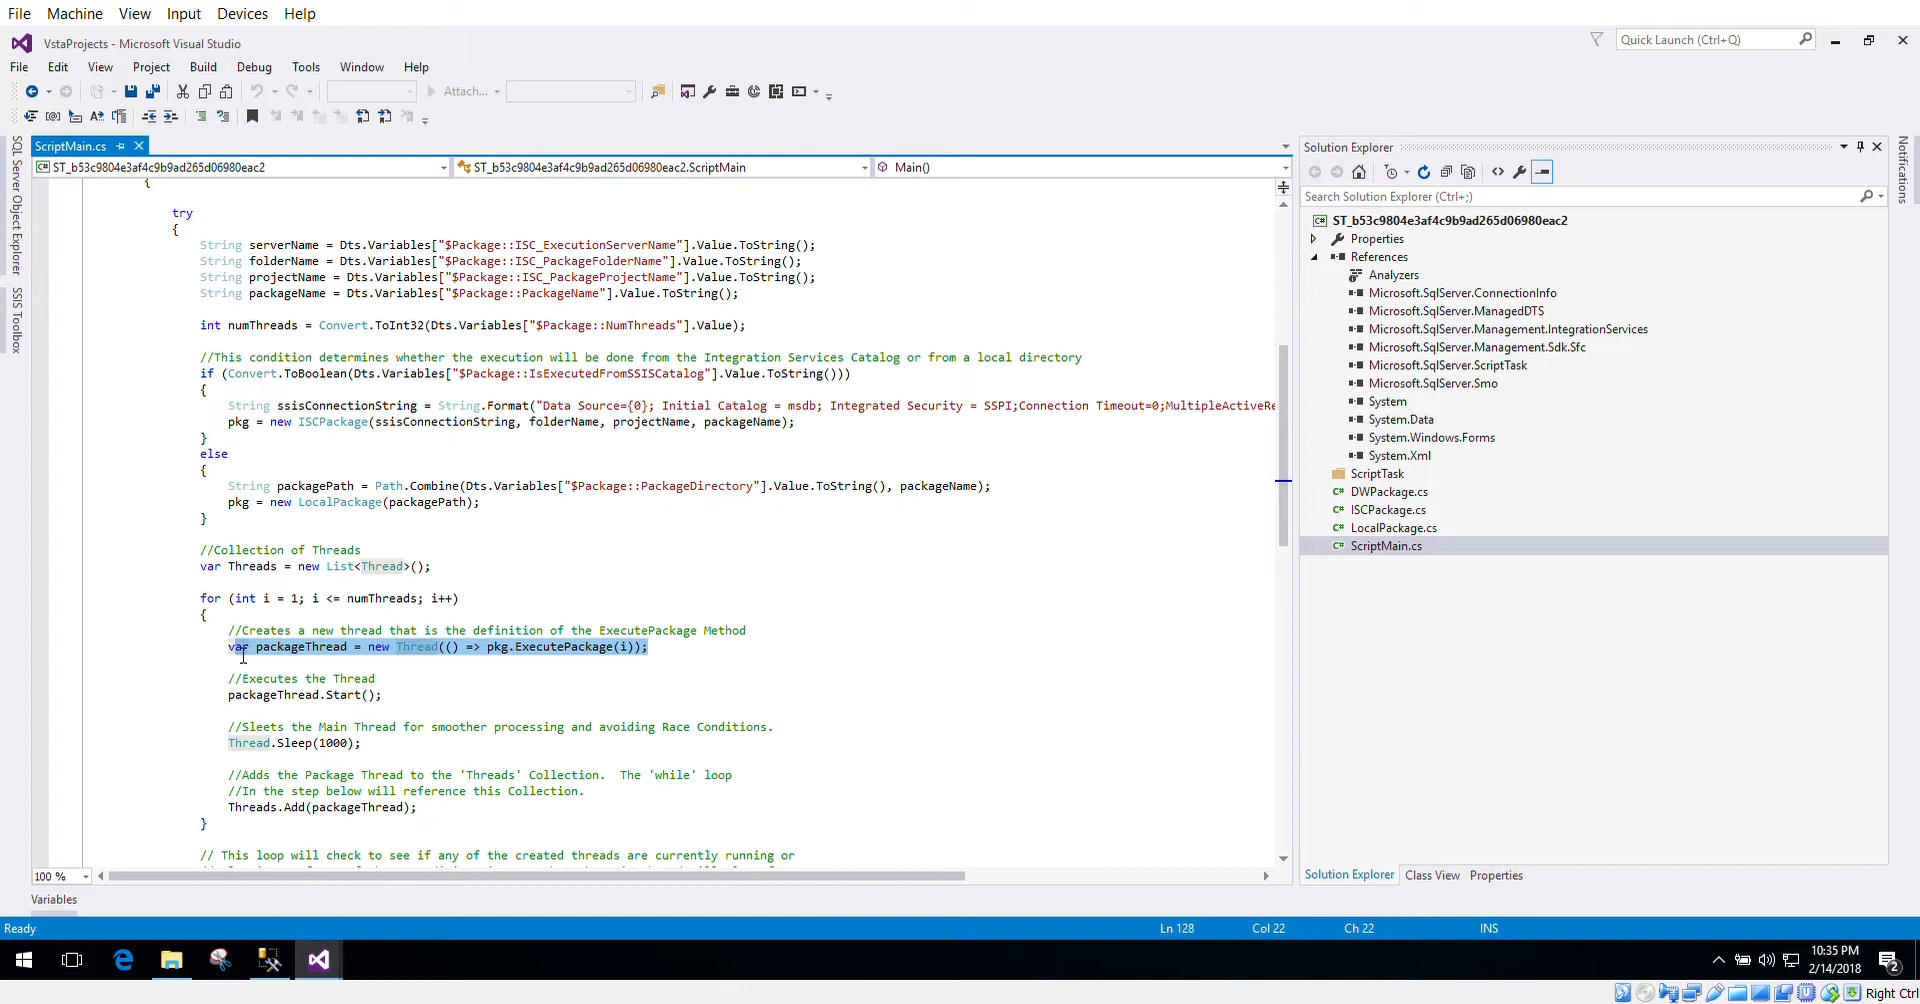 File Machine View Input Devices Help
VstaProjects - Microsoft Visual Studio
Quick Launch (Ctrl+Q)
File Edit View Project Build Debug Tools Window Help
Attach...
ScriptMain.cs
ST_b53c9804e3af4c9b9ad265d06980eac2
ST_b53c9804e3af4c9b9ad265d06980eac2.ScriptMain
Main()
SQL Server Object Explorer
SSIS Toolbox
{
try
{
String serverName = Dts.Variables["$Package::ISC_ExecutionServerName"].Value.ToString();
String folderName = Dts.Variables["$Package::ISC_PackageFolderName"].Value.ToString();
String projectName = Dts.Variables["$Package::ISC_PackageProjectName"].Value.ToString();
String packageName = Dts.Variables["$Package::PackageName"].Value.ToString();
int numThreads = Convert.ToInt32(Dts.Variables["$Package::NumThreads"].Value);
//This condition determines whether the execution will be done from the Integration Services Catalog or from a local directory
if (Convert.ToBoolean(Dts.Variables["$Package::IsExecutedFromSSISCatalog"].Value.ToString()))
{
String ssisConnectionString = String.Format("Data Source={0}; Initial Catalog = msdb; Integrated Security = SSPI;Connection Timeout=0;MultipleActiveRe
pkg = new ISCPackage(ssisConnectionString, folderName, projectName, packageName);
}
else
{
String packagePath = Path.Combine(Dts.Variables["$Package::PackageDirectory"].Value.ToString(), packageName);
pkg = new LocalPackage(packagePath);
}
//Collection of Threads
var Threads = new List<Thread>();
for (int i = 1; i <= numThreads; i++)
{
//Creates a new thread that is the definition of the ExecutePackage Method
var packageThread = new Thread(() => pkg.ExecutePackage(i));
//Executes the Thread
packageThread.Start();
//Sleets the Main Thread for smoother processing and avoiding Race Conditions.
Thread.Sleep(1000);
//Adds the Package Thread to the 'Threads' Collection.  The 'while' loop
//In the step below will reference this Collection.
Threads.Add(packageThread);
}
// This loop will check to see if any of the created threads are currently running or
100 %
Variables
Solution Explorer
Search Solution Explorer (Ctrl+;)
ST_b53c9804e3af4c9b9ad265d06980eac2
Properties
References
Analyzers
Microsoft.SqlServer.ConnectionInfo
Microsoft.SqlServer.ManagedDTS
Microsoft.SqlServer.Management.IntegrationServices
Microsoft.SqlServer.Management.Sdk.Sfc
Microsoft.SqlServer.ScriptTask
Microsoft.SqlServer.Smo
System
System.Data
System.Windows.Forms
System.Xml
ScriptTask
DWPackage.cs
ISCPackage.cs
LocalPackage.cs
ScriptMain.cs
Solution Explorer Class View Properties
Notifications
Ready
Ln 128 Col 22 Ch 22 INS
10:35 PM
2/14/2018
2
Right Ctrl